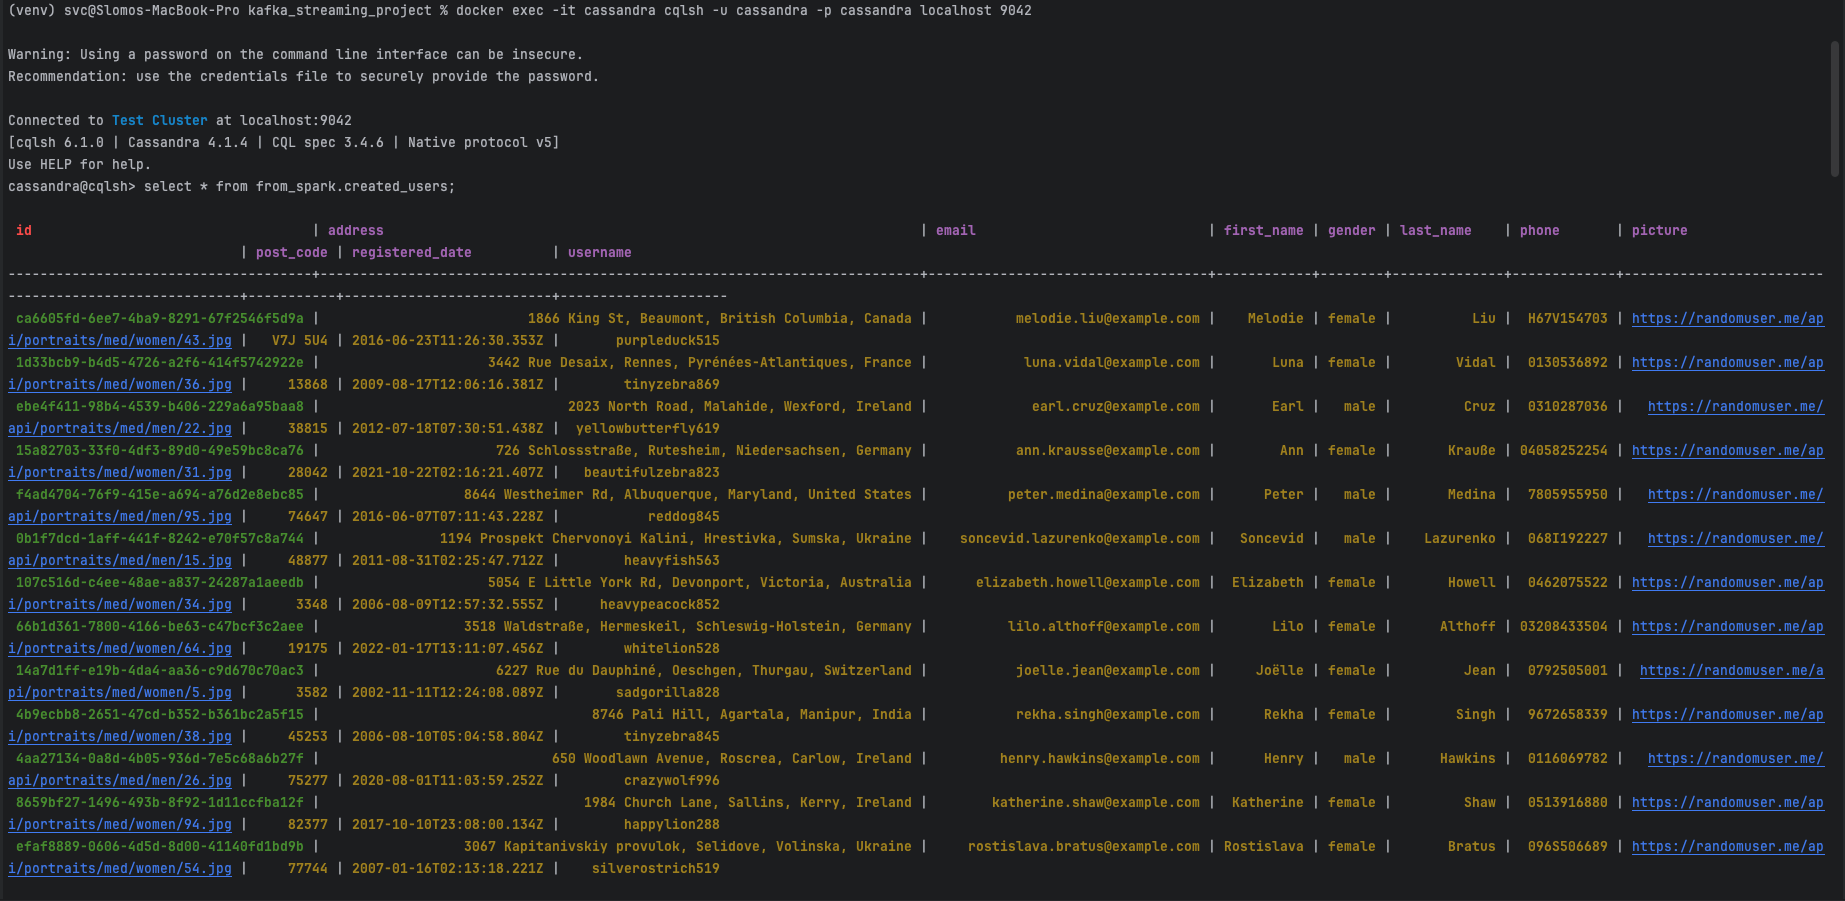 (venv) svc@Slomos-MacBook-Pro kafka_streaming_project % docker exec -it cassandra cqlsh -u cassandra -p cassandra localhost 9042
Warning: Using a password on the command line interface can be insecure.
Recommendation: use the credentials file to securely provide the password.
Connected to Test Cluster at localhost:9042
[cqlsh 6.1.0 | Cassandra 4.1.4 | CQL spec 3.4.6 | Native protocol v5]
Use HELP for help.
cassandra@cqlsh> select * from from_spark.created_users;
id | address | email | first_name | gender | last_name | phone | picture
| post_code | registered_date | username
--------------------------------------+---------------------------------------------------------------------------+-----------------------------------+------------+--------+-------------+-------------+-------------------------
-----------------------------+-----------+--------------------------+---------------------
ca6605fd-6ee7-4ba9-8291-67f2546f5d9a | 1866 King St, Beaumont, British Columbia, Canada | melodie.liu@example.com | Melodie | female | Liu | H67V154703 | https://randomuser.me/ap
i/portraits/med/women/43.jpg | V7J 5U4 | 2016-06-23T11:26:30.353Z | purpleduck515
1d33bcb9-b4d5-4726-a2f6-414f5742922e | 3442 Rue Desaix, Rennes, Pyrénées-Atlantiques, France | luna.vidal@example.com | Luna | female | Vidal | 0130536892 | https://randomuser.me/ap
i/portraits/med/women/36.jpg | 13868 | 2009-08-17T12:06:16.381Z | tinyzebra869
ebe4f411-98b4-4539-b406-229a6a95baa8 | 2023 North Road, Malahide, Wexford, Ireland | earl.cruz@example.com | Earl | male | Cruz | 0310287036 | https://randomuser.me/
api/portraits/med/men/22.jpg | 38815 | 2012-07-18T07:30:51.438Z | yellowbutterfly619
15a82703-33f0-4df3-89d0-49e59bc8ca76 | 726 Schlossstraße, Rutesheim, Niedersachsen, Germany | ann.krausse@example.com | Ann | female | Krauße | 04058252254 | https://randomuser.me/ap
i/portraits/med/women/31.jpg | 28042 | 2021-10-22T02:16:21.407Z | beautifulzebra823
f4ad4704-76f9-415e-a694-a76d2e8ebc85 | 8644 Westheimer Rd, Albuquerque, Maryland, United States | peter.medina@example.com | Peter | male | Medina | 7805955950 | https://randomuser.me/
api/portraits/med/men/95.jpg | 74647 | 2016-06-07T07:11:43.228Z | reddog845
0b1f7dcd-1aff-441f-8242-e70f57c8a744 | 1194 Prospekt Chervonoyi Kalini, Hrestivka, Sumska, Ukraine | soncevid.lazurenko@example.com | Soncevid | male | Lazurenko | 068I192227 | https://randomuser.me/
api/portraits/med/men/15.jpg | 48877 | 2011-08-31T02:25:47.712Z | heavyfish563
107c516d-c4ee-48ae-a837-24287a1aeedb | 5054 E Little York Rd, Devonport, Victoria, Australia | elizabeth.howell@example.com | Elizabeth | female | Howell | 0462075522 | https://randomuser.me/ap
i/portraits/med/women/34.jpg | 3348 | 2006-08-09T12:57:32.555Z | heavypeacock852
66b1d361-7800-4166-be63-c47bcf3c2aee | 3518 Waldstraße, Hermeskeil, Schleswig-Holstein, Germany | lilo.althoff@example.com | Lilo | female | Althoff | 03208433504 | https://randomuser.me/ap
i/portraits/med/women/64.jpg | 19175 | 2022-01-17T13:11:07.456Z | whitelion528
14a7d1ff-e19b-4da4-aa36-c9d670c70ac3 | 6227 Rue du Dauphiné, Oeschgen, Thurgau, Switzerland | joelle.jean@example.com | Joëlle | female | Jean | 0792505001 | https://randomuser.me/a
pi/portraits/med/women/5.jpg | 3582 | 2002-11-11T12:24:08.089Z | sadgorilla828
4b9ecbb8-2651-47cd-b352-b361bc2a5f15 | 8746 Pali Hill, Agartala, Manipur, India | rekha.singh@example.com | Rekha | female | Singh | 9672658339 | https://randomuser.me/ap
i/portraits/med/women/38.jpg | 45253 | 2006-08-10T05:04:58.804Z | tinyzebra845
4aa27134-0a8d-4b05-936d-7e5c68a6b27f | 650 Woodlawn Avenue, Roscrea, Carlow, Ireland | henry.hawkins@example.com | Henry | male | Hawkins | 0116069782 | https://randomuser.me/
api/portraits/med/men/26.jpg | 75277 | 2020-08-01T11:03:59.252Z | crazywolf996
8659bf27-1496-493b-8f92-1d11ccfba12f | 1984 Church Lane, Sallins, Kerry, Ireland | katherine.shaw@example.com | Katherine | female | Shaw | 0513916880 | https://randomuser.me/ap
i/portraits/med/women/94.jpg | 82377 | 2017-10-10T23:08:00.134Z | happylion288
efaf8889-0606-4d5d-8d00-41140fd1bd9b | 3067 Kapitanivskiy provulok, Selidove, Volinska, Ukraine | rostislava.bratus@example.com | Rostislava | female | Bratus | 096S506689 | https://randomuser.me/ap
i/portraits/med/women/54.jpg | 77744 | 2007-01-16T02:13:18.221Z | silverostrich519